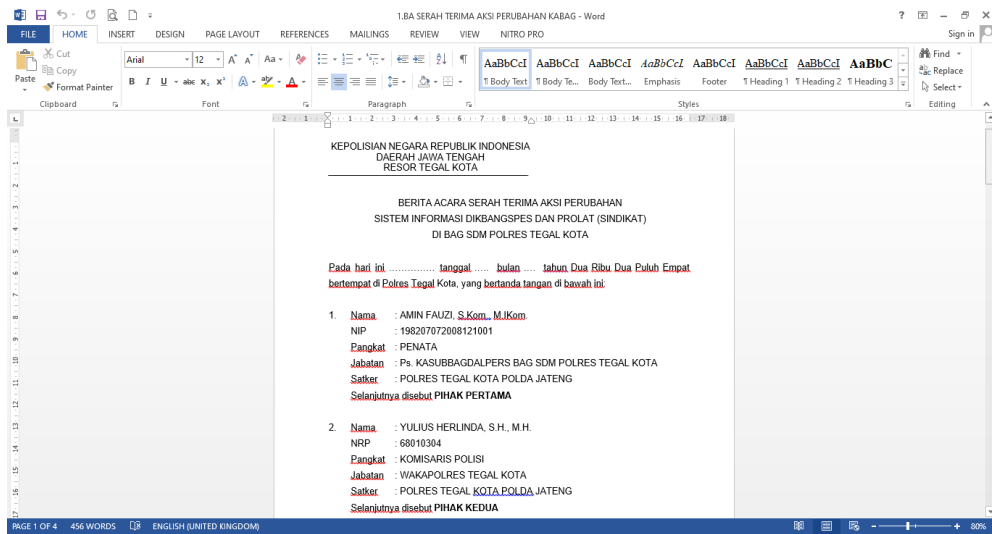 1.BA SERAH TERIMA AKSI PERUBAHAN KABAG - Word
Sign in
FILE HOME INSERT DESIGN PAGE LAYOUT REFERENCES MAILINGS REVIEW VIEW NITRO PRO
Paste
Cut
Copy
Format Painter
Arial 12
AaBbCcI AaBbCcI AaBbCcI AaBbCcL AaBbCcI AaBbCcI AaBbCcI AaBbC
¶ Body Text ¶ Body Te... Body Text... Emphasis Footer ¶ Heading 1 ¶ Heading 2 ¶ Heading 3
Find
Replace
Select
Clipboard Font Paragraph Styles Editing
KEPOLISIAN NEGARA REPUBLIK INDONESIA
DAERAH JAWA TENGAH
RESOR TEGAL KOTA
BERITA ACARA SERAH TERIMA AKSI PERUBAHAN
SISTEM INFORMASI DIKBANGSPES DAN PROLAT (SINDIKAT)
DI BAG SDM POLRES TEGAL KOTA
Pada hari ini ............... tanggal ..... bulan .... tahun Dua Ribu Dua Puluh Empat
bertempat di Polres Tegal Kota, yang bertanda tangan di bawah ini:
1. Nama : AMIN FAUZI, S.Kom., M.IKom.
NIP : 198207072008121001
Pangkat : PENATA
Jabatan : Ps. KASUBBAGDALPERS BAG SDM POLRES TEGAL KOTA
Satker : POLRES TEGAL KOTA POLDA JATENG
Selanjutnya disebut PIHAK PERTAMA
2. Nama : YULIUS HERLINDA, S.H., M.H.
NRP : 68010304
Pangkat : KOMISARIS POLISI
Jabatan : WAKAPOLRES TEGAL KOTA
Satker : POLRES TEGAL KOTA POLDA JATENG
Selanjutnya disebut PIHAK KEDUA
PAGE 1 OF 4 456 WORDS ENGLISH (UNITED KINGDOM) 80%